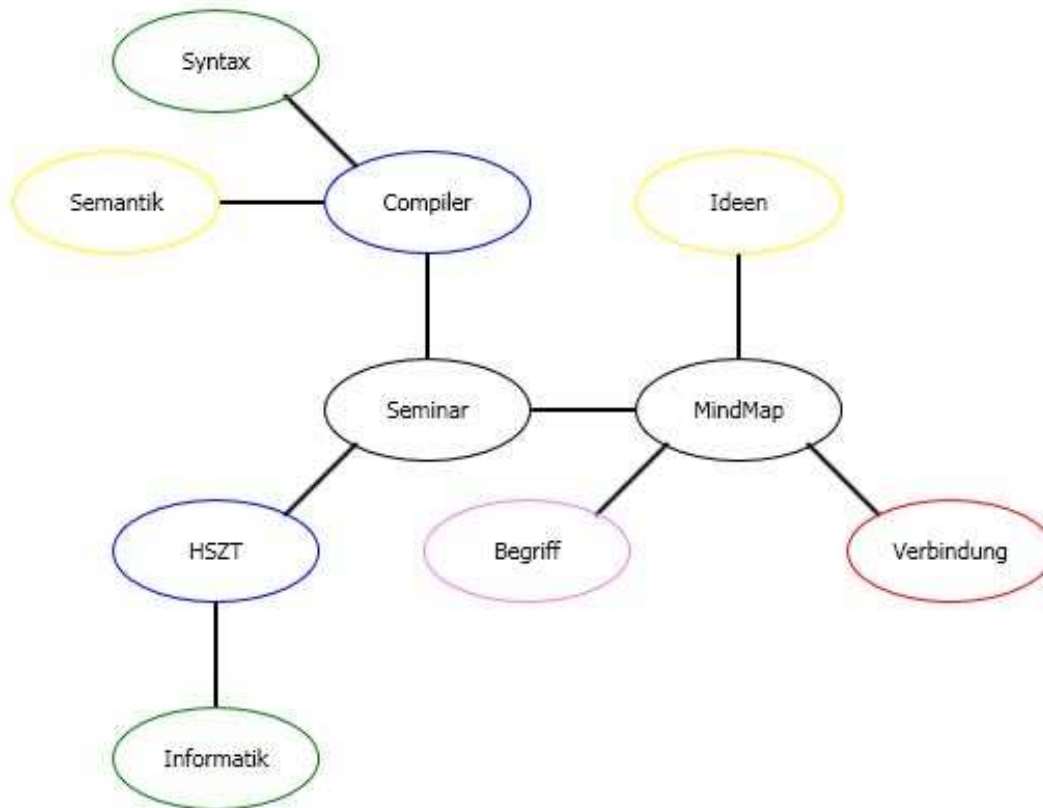 Syntax
Semantik
Compiler
Ideen
Seminar
MindMap
HSZT
Begriff
Verbindung
Informatik